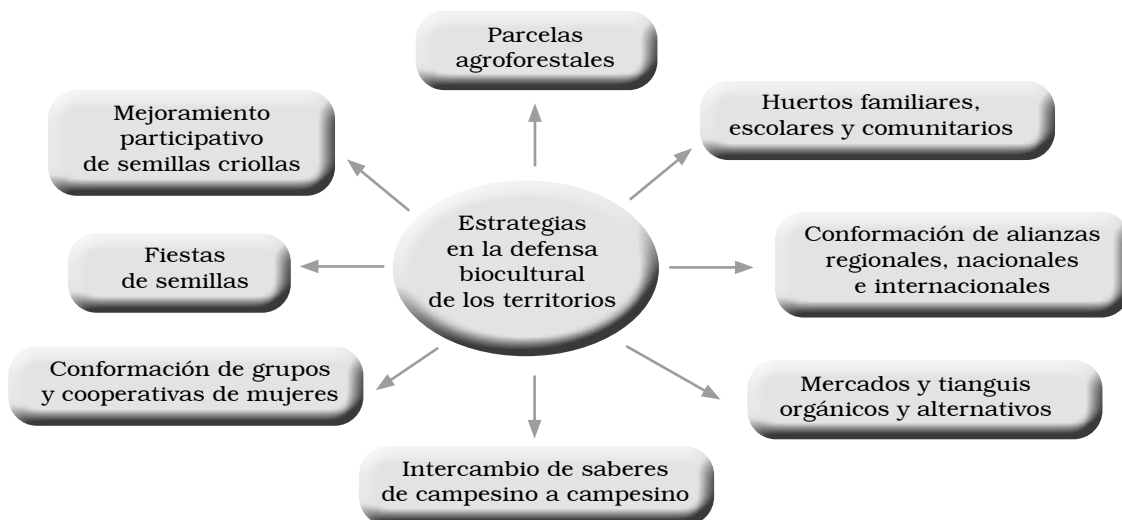 Parcelas
agroforestales
Mejoramiento
participativo
de semillas criollas
Huertos familiares,
escolares y comunitarios
Estrategias
en la defensa
biocultural
de los territorios
Fiestas
de semillas
Conformación de alianzas
regionales, nacionales
e internacionales
Conformación de grupos
y cooperativas de mujeres
Mercados y tianguis
orgánicos y alternativos
Intercambio de saberes
de campesino a campesino